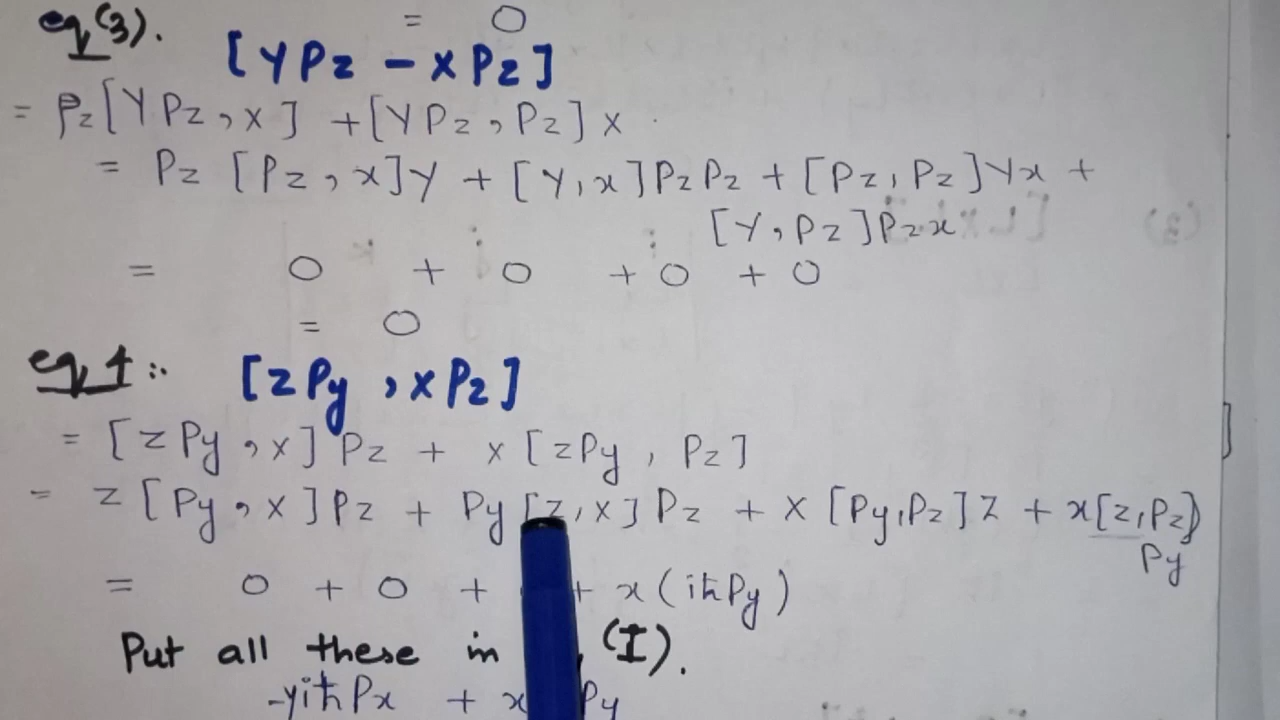 = 0
eq(3). [YPz - XPz]
= Pz[YPz, x] + [YPz, Pz] x
= Pz [Pz, x]y + [Y, x]PzPz + [Pz, Pz]Yx +
[Y, Pz]Pzx
= 0 + 0 + 0 + 0
= 0
eq 4:. [zPy, xPz]
= [zPy, x]Pz + x[zPy, Pz]
= z[Py, x]Pz + Py[z, x]Pz + x[Py, Pz]z + x[z, Pz]
Py
= 0 + 0 + + x(iħPy)
Put all these in (I).
-yiħPx + x Py